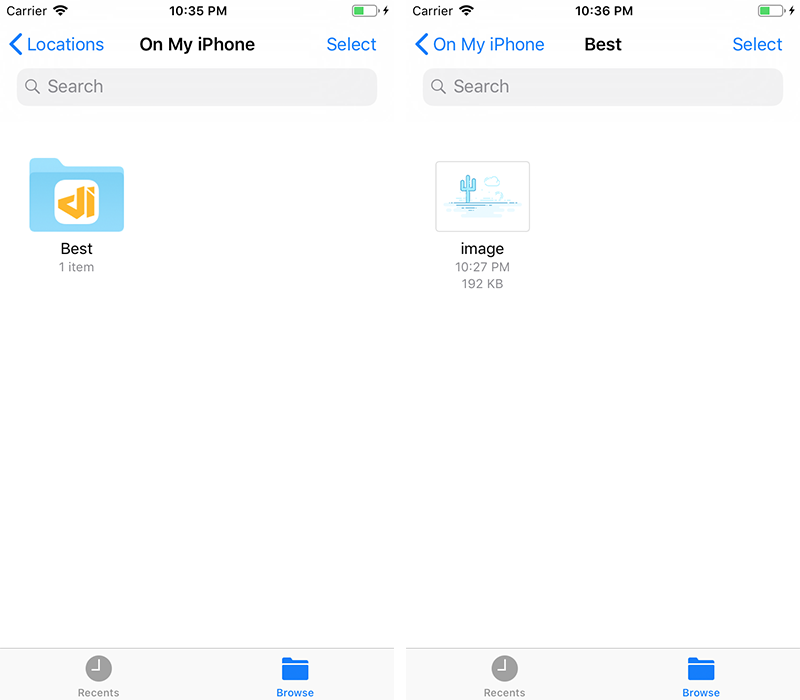 Carrier 10:35 PM
Locations On My iPhone Select
Search
Best
1 item
Recents Browse
Carrier 10:36 PM
On My iPhone Best Select
Search
image
10:27 PM
192 KB
Recents Browse